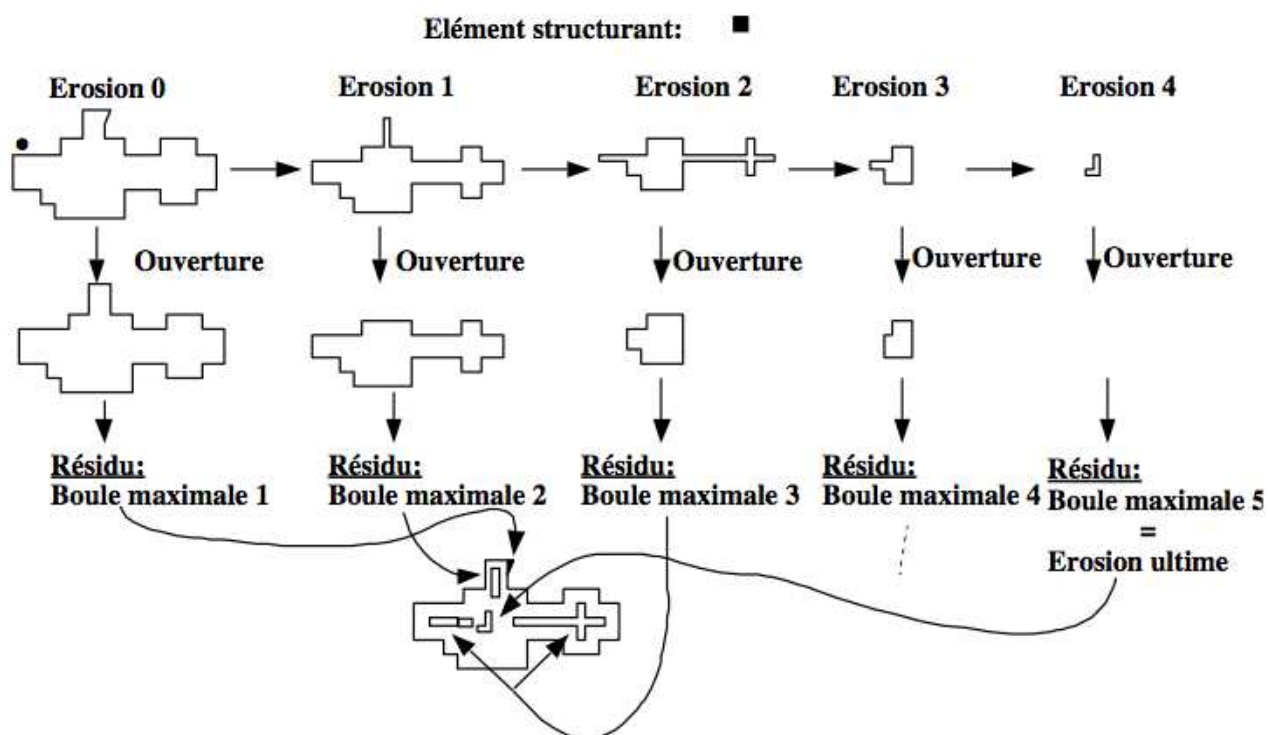 Elément structurant:
Erosion 0
Erosion 1
Erosion 2
Erosion 3
Erosion 4
Ouverture
Ouverture
Ouverture
Ouverture
Ouverture
Résidu:
Boule maximale 1
Résidu:
Boule maximale 2
Résidu:
Boule maximale 3
Résidu:
Boule maximale 4
Résidu:
Boule maximale 5
=
Erosion ultime